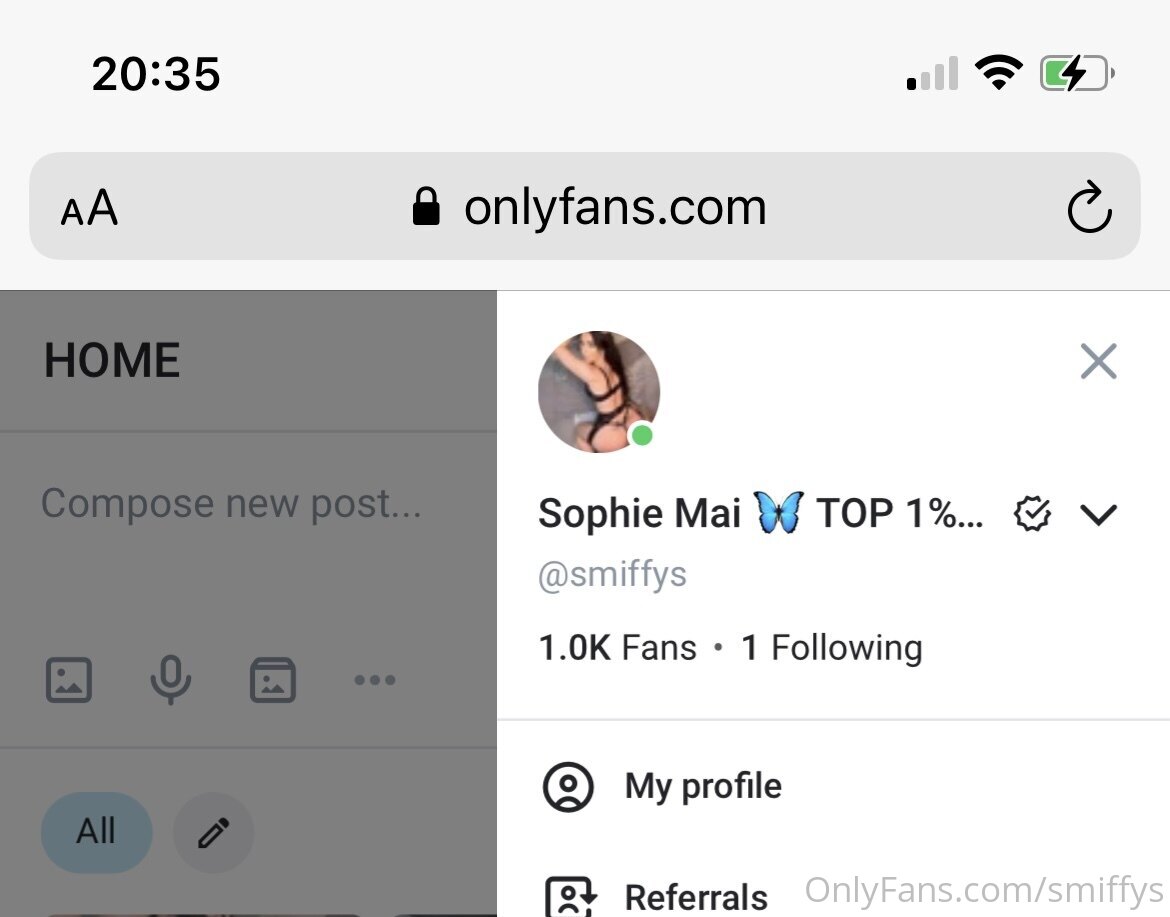 20:35
AA
onlyfans.com
HOME
Compose new post...
All
Sophie Mai 🦋 TOP 1%...
@smiffys
1.0K Fans • 1 Following
My profile
Referrals
OnlyFans.com/smiffys